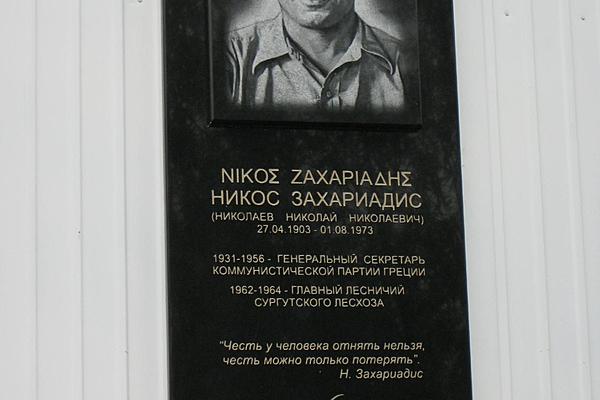 ΝΙΚΟΣ ΖΑΧΑΡΙΑΔΗΣ
НИКОС ЗАХАРИАДИС
(НИКОЛАЕВ НИКОЛАЙ НИКОЛАЕВИЧ)
27.04.1903 - 01.08.1973
1931-1956 - ГЕНЕРАЛЬНЫЙ СЕКРЕТАРЬ
КОММУНИСТИЧЕСКОЙ ПАРТИИ ГРЕЦИИ
1962-1964 - ГЛАВНЫЙ ЛЕСНИЧИЙ
СУРГУТСКОГО ЛЕСХОЗА
"Честь у человека отнять нельзя,
честь можно только потерять".
Н. Захариадис